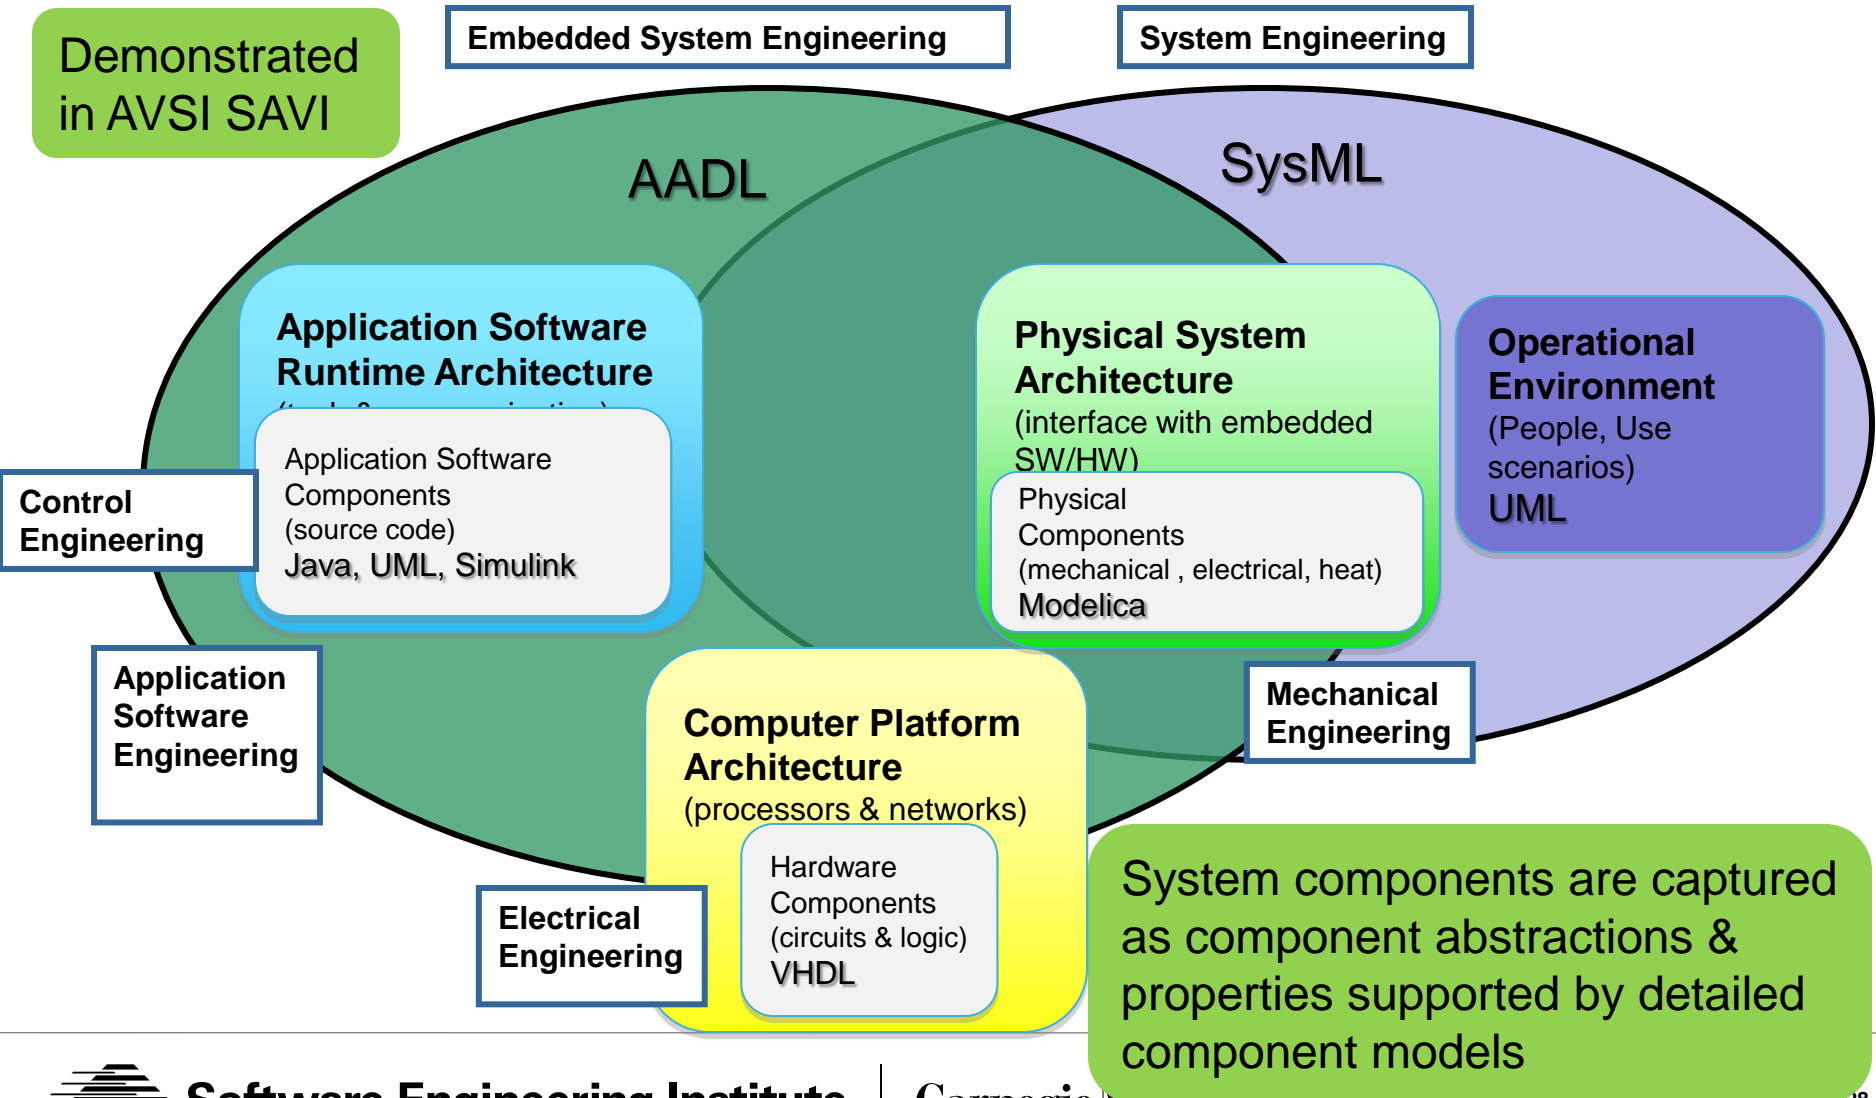 Demonstrated
in AVSI SAVI
Embedded System Engineering
System Engineering
AADL
SysML
Application Software
Runtime Architecture
Application Software
Components
(source code)
Java, UML, Simulink
Physical System
Architecture
(interface with embedded
SW/HW)
Physical
Components
(mechanical , electrical, heat)
Modelica
Operational
Environment
(People, Use
scenarios)
UML
Control
Engineering
Application
Software
Engineering
Mechanical
Engineering
Computer Platform
Architecture
(processors & networks)
Hardware
Components
(circuits & logic)
VHDL
Electrical
Engineering
System components are captured
as component abstractions &
properties supported by detailed
component models
Software Engineering Institute
Carnegie